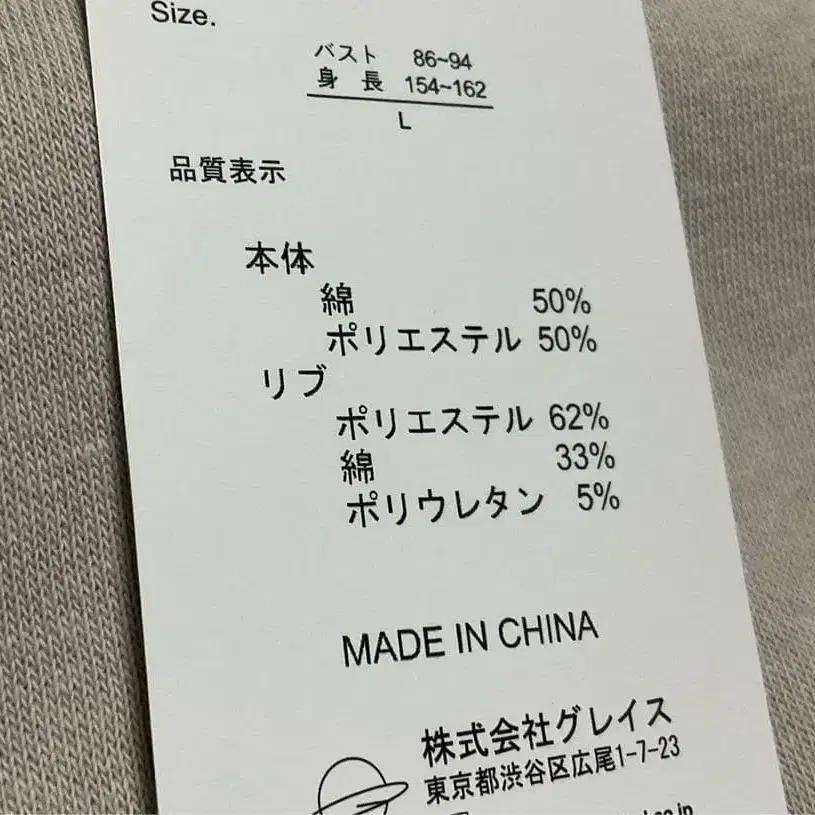 Size.
バスト 86~94
身長 154~162
L
品質表示
本体
綿 50%
ポリエステル 50%
リブ
ポリエステル 62%
綿 33%
ポリウレタン 5%
MADE IN CHINA
株式会社グレイス
東京都渋谷区広尾1-7-23